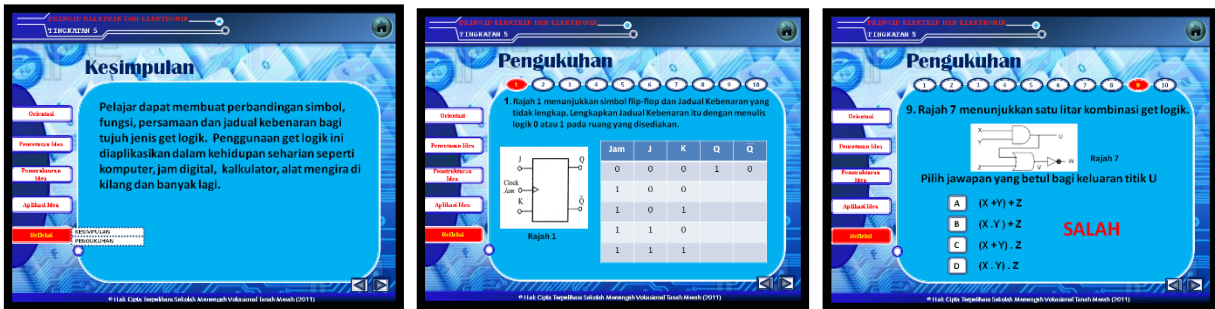 PRINSIP ELEKTRIK DAN ELEKTRONIK
TINGKATAN 5
Kesimpulan
Pelajar dapat membuat perbandingan simbol,
fungsi, persamaan dan jadual kebenaran bagi
tujuh jenis get logik. Penggunaan get logik ini
diaplikasikan dalam kehidupan seharian seperti
komputer, jam digital, kalkulator, alat mengira di
kilang dan banyak lagi.
Orientasi
Pencetusan Idea
Penstrukturan
Idea
Aplikasi Idea
Refleksi
KESIMPULAN
PENGUKUHAN
© Hak Cipta Terpelihara Sekolah Menengah Vokasional Tanah Merah (2011)
PRINSIP ELEKTRIK DAN ELEKTRONIK
TINGKATAN 5
Pengukuhan
1 2 3 4 5 6 7 8 9 10
1. Rajah 1 menunjukkan simbol flip-flop dan Jadual Kebenaran yang
tidak lengkap. Lengkapkan Jadual Kebenaran itu dengan menulis
logik 0 atau 1 pada ruang yang disediakan.
Orientasi
Pencetusan Idea
Penstrukturan
Idea
Aplikasi Idea
Refleksi
J Q
Clock
Jam
K Q̅
Rajah 1
Jam J K Q Q
0 0 0 1 0
1 0 0
1 0 1
1 1 0
1 1 1
© Hak Cipta Terpelihara Sekolah Menengah Vokasional Tanah Merah (2011)
PRINSIP ELEKTRIK DAN ELEKTRONIK
TINGKATAN 5
Pengukuhan
1 2 3 4 5 6 7 8 9 10
9. Rajah 7 menunjukkan satu litar kombinasi get logik.
Orientasi
Pencetusan Idea
Penstrukturan
Idea
Aplikasi Idea
Refleksi
X
Y
U
Z
V
W
Rajah 7
Pilih jawapan yang betul bagi keluaran titik U
A (X +Y) + Z
B (X .Y ) + Z
C (X + Y) . Z
D (X . Y) . Z
SALAH
© Hak Cipta Terpelihara Sekolah Menengah Vokasional Tanah Merah (2011)